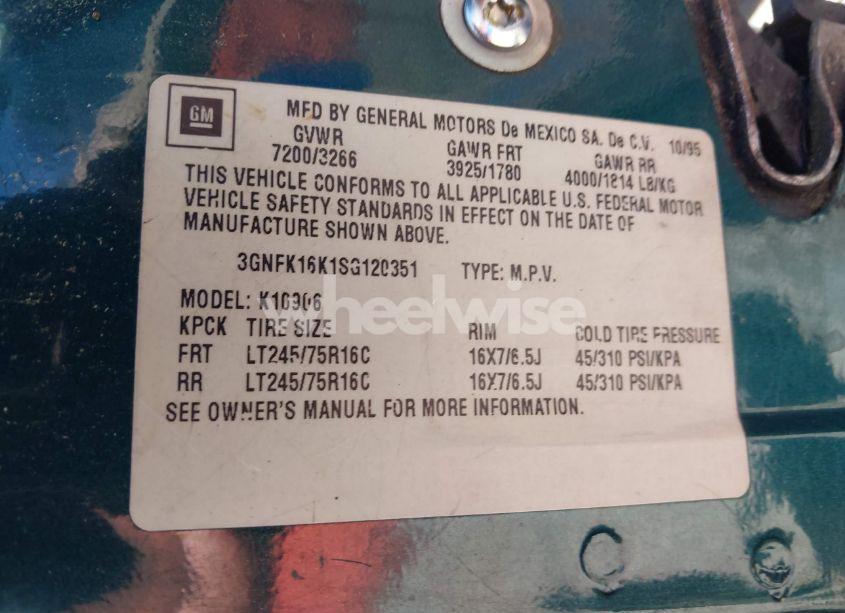 GM
MFD BY GENERAL MOTORS De MEXICO SA. De C.V. 10/95
GVWR GAWR FRT GAWR RR
7200/3266 3925/1780 4000/1814 LB/KG
THIS VEHICLE CONFORMS TO ALL APPLICABLE U.S. FEDERAL MOTOR
VEHICLE SAFETY STANDARDS IN EFFECT ON THE DATE OF
MANUFACTURE SHOWN ABOVE.
3GNFK16K1SG120351 TYPE: M.P.V.
wheelwise
MODEL: K10906
KPCK TIRE SIZE RIM COLD TIRE PRESSURE
FRT LT245/75R16C 16X7/6.5J 45/310 PSI/KPA
RR LT245/75R16C 16X7/6.5J 45/310 PSI/KPA
SEE OWNER'S MANUAL FOR MORE INFORMATION.